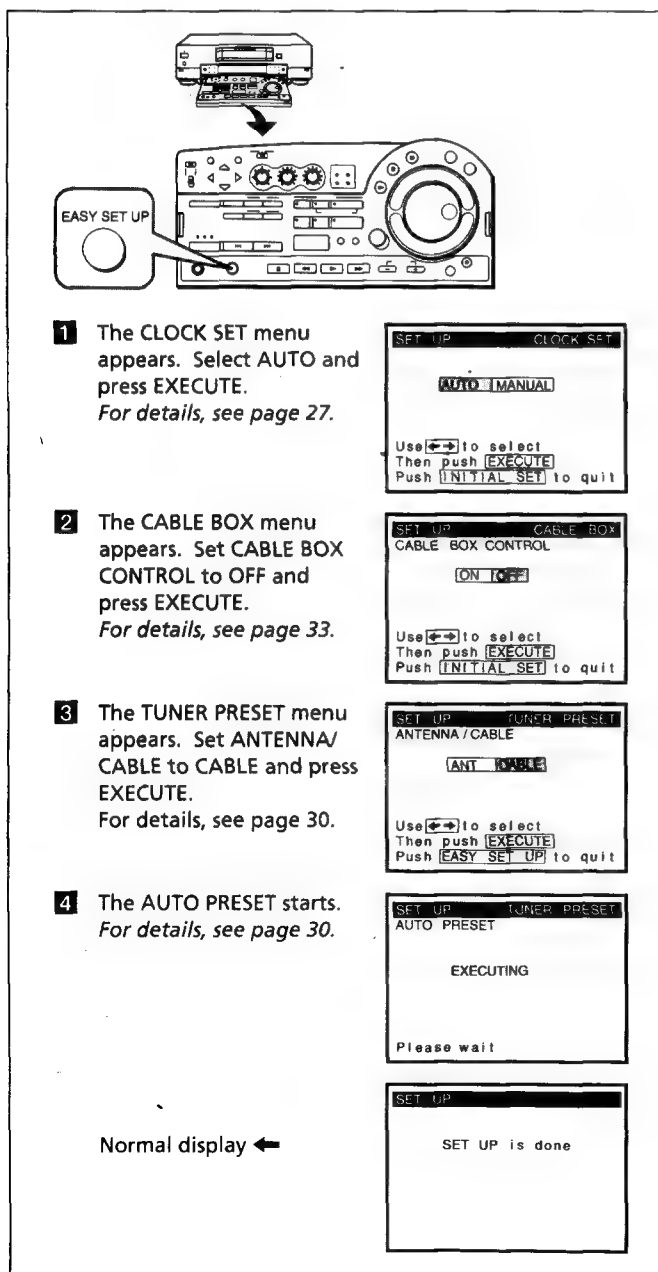 EASY SET UP
1 The CLOCK SET menu
appears. Select AUTO and
press EXECUTE.
For details, see page 27.
SET UP CLOCK SET
AUTO MANUAL
Use ←→ to select
Then push EXECUTE
Push INITIAL SET to quit
2 The CABLE BOX menu
appears. Set CABLE BOX
CONTROL to OFF and
press EXECUTE.
For details, see page 33.
SET UP CABLE BOX
CABLE BOX CONTROL
ON OFF
Use ←→ to select
Then push EXECUTE
Push INITIAL SET to quit
3 The TUNER PRESET menu
appears. Set ANTENNA/
CABLE to CABLE and press
EXECUTE.
For details, see page 30.
SET UP TUNER PRESET
ANTENNA / CABLE
ANT CABLE
Use ←→ to select
Then push EXECUTE
Push EASY SET UP to quit
4 The AUTO PRESET starts.
For details, see page 30.
SET UP TUNER PRESET
AUTO PRESET
EXECUTING
Please wait
Normal display ←
SET UP
SET UP is done